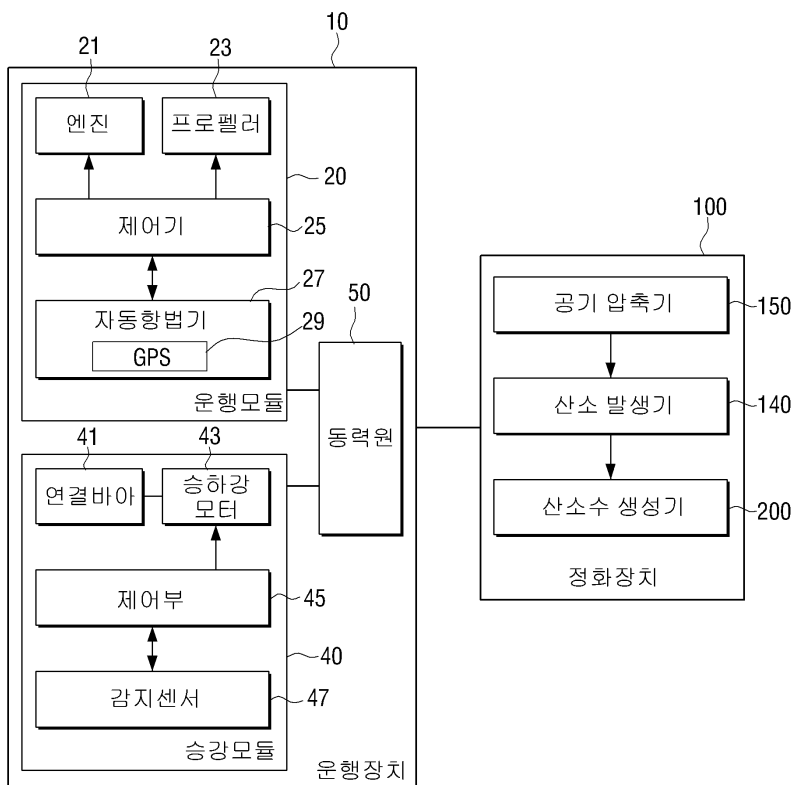 10
21
23
엔진
프로펠러
20
제어기
25
27
자동항법기
29
GPS
운행모듈
50
동력원
41
43
연결바아
승하강
모터
제어부
45
40
감지센서
47
승강모듈
운행장치
100
공기 압축기
150
산소 발생기
140
산소수 생성기
200
정화장치